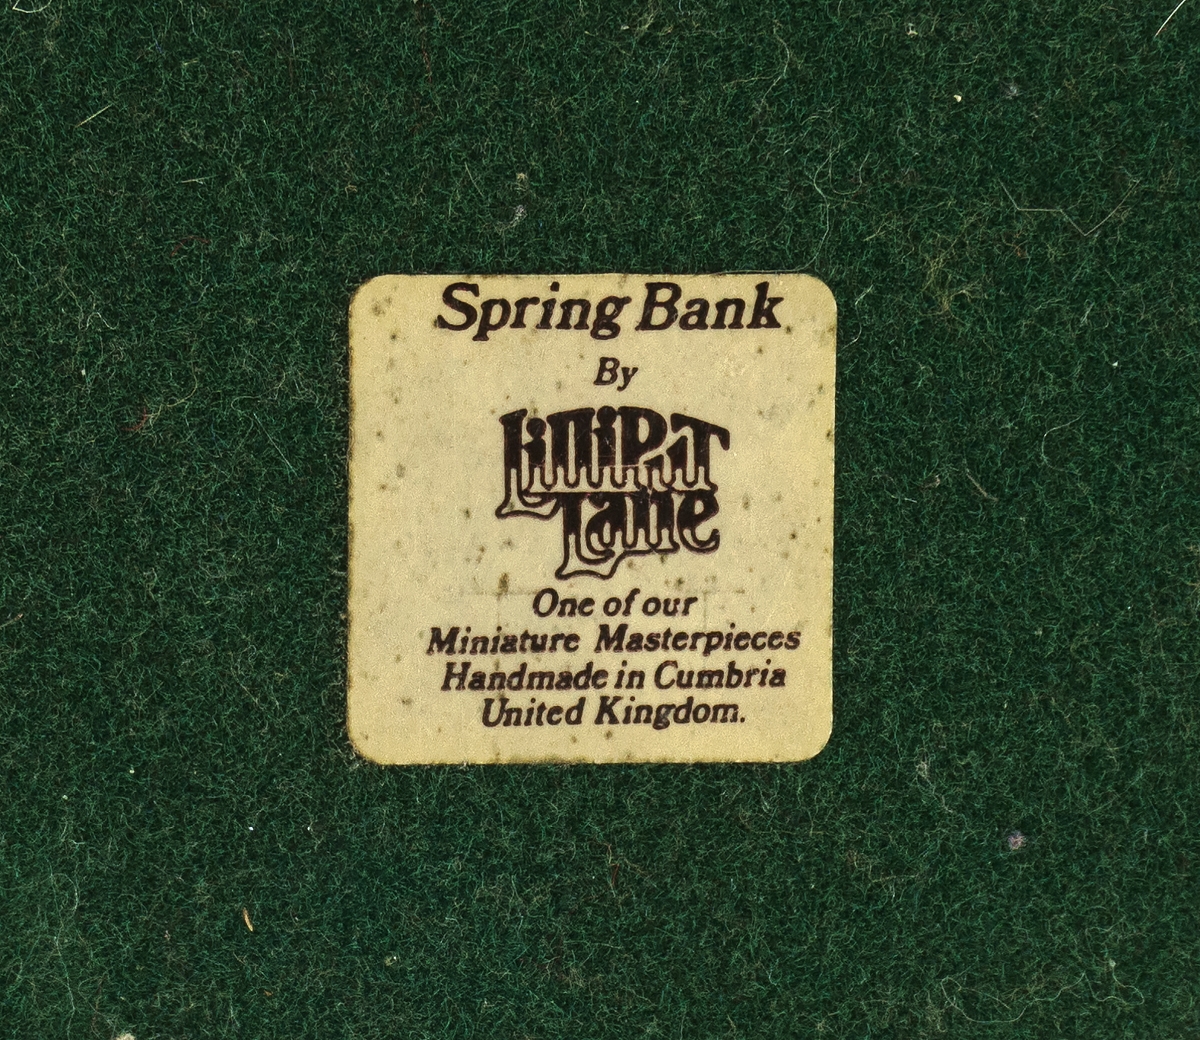 Spring Bank
By
Lilliput
Lane
One of our
Miniature Masterpieces
Handmade in Cumbria
United Kingdom.